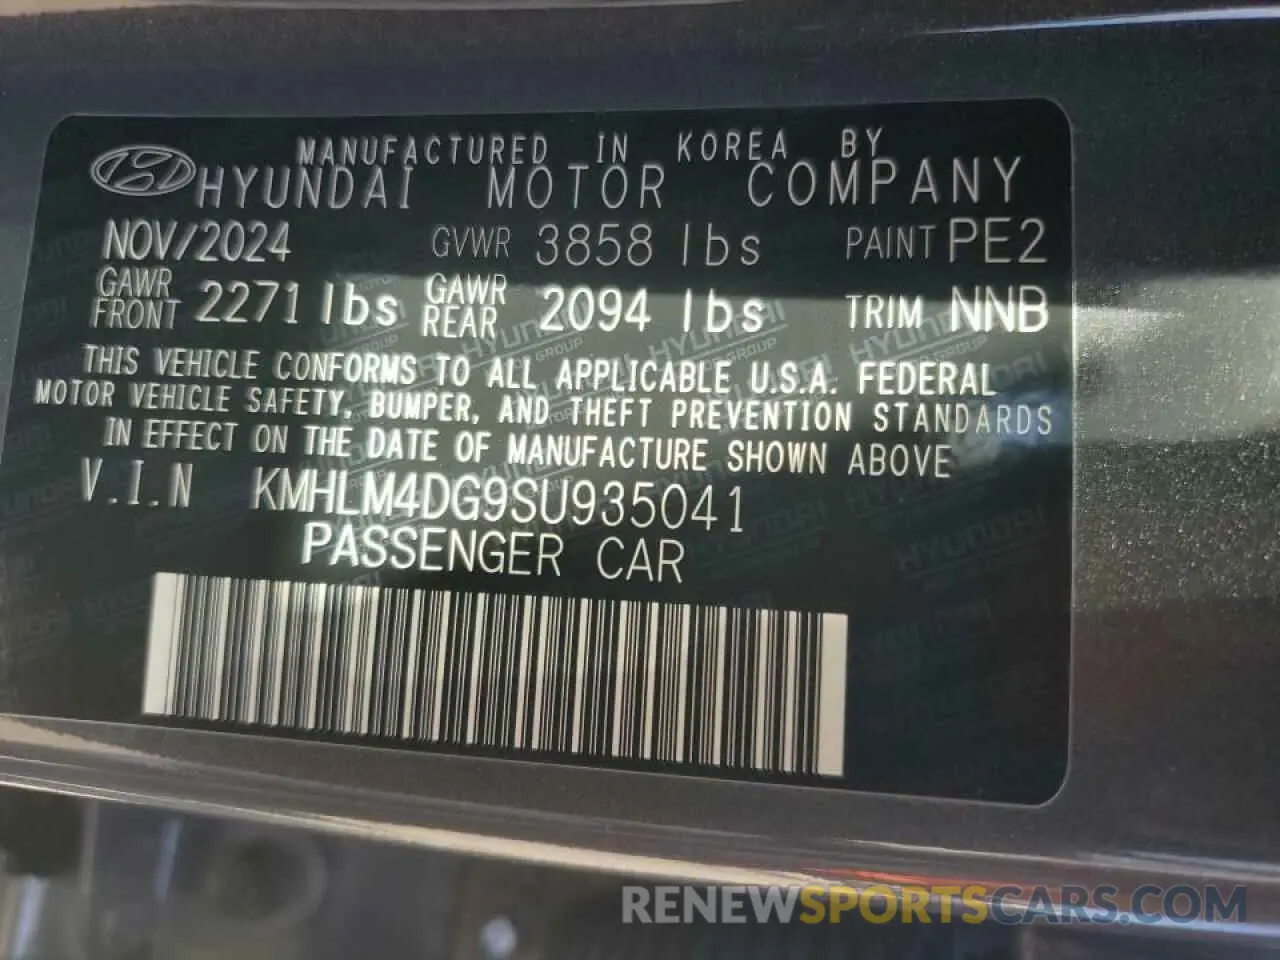 MANUFACTURED IN KOREA BY
HYUNDAI MOTOR COMPANY
NOV/2024 GVWR 3858 lbs PAINT PE2
GAWR FRONT 2271 lbs GAWR REAR 2094 lbs TRIM NNB
THIS VEHICLE CONFORMS TO ALL APPLICABLE U.S.A. FEDERAL
MOTOR VEHICLE SAFETY, BUMPER, AND THEFT PREVENTION STANDARDS
IN EFFECT ON THE DATE OF MANUFACTURE SHOWN ABOVE
V.I.N KMHLM4DG9SU935041
PASSENGER CAR
RENEWSPORTSCARS.COM